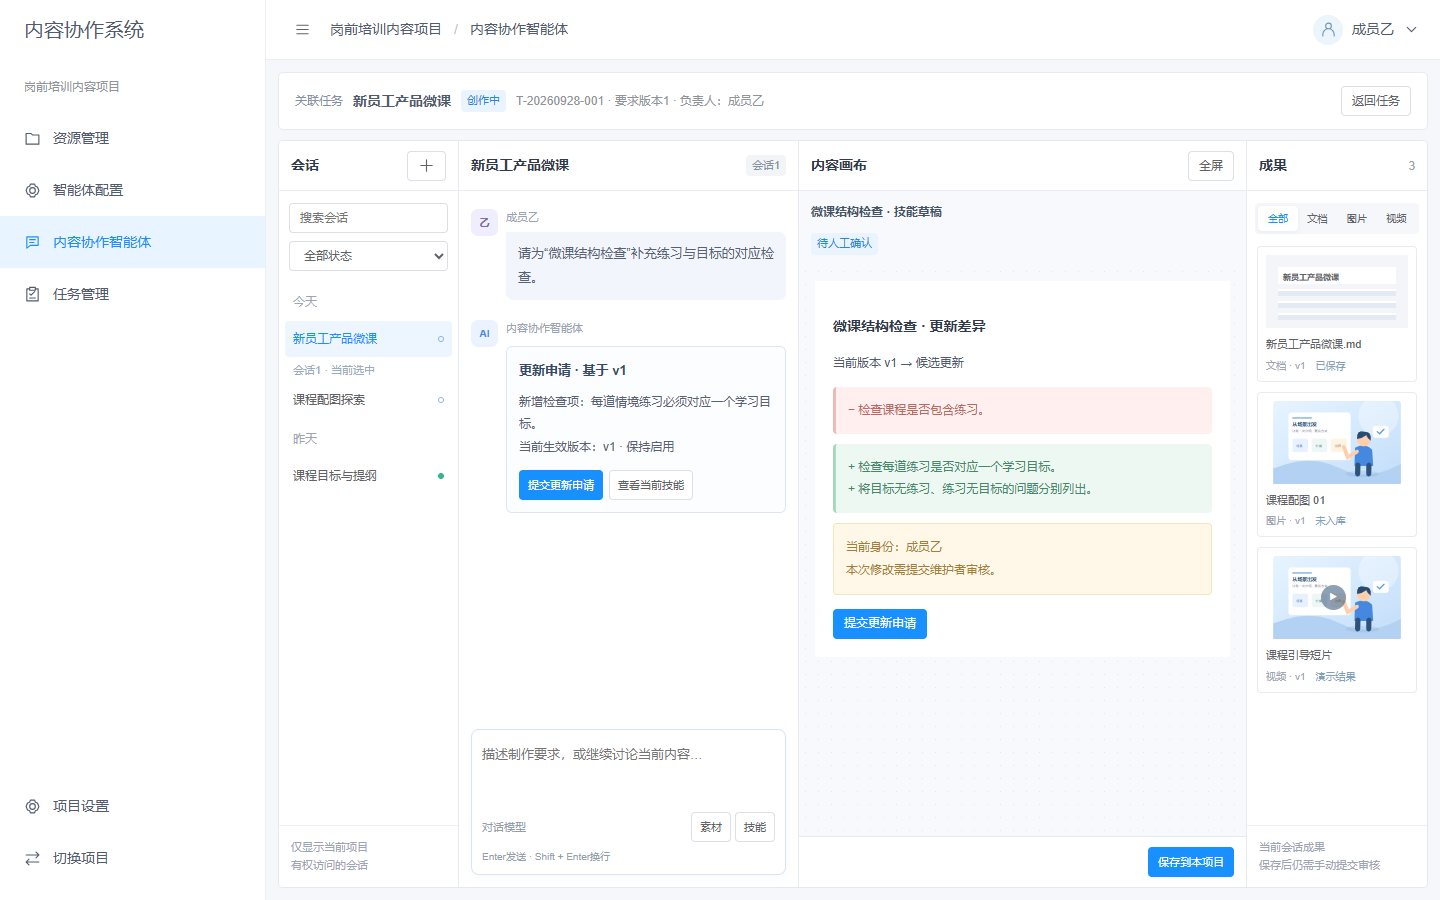 内容协作系统
岗前培训内容项目 / 内容协作智能体
成员乙
岗前培训内容项目
资源管理
智能体配置
内容协作智能体
任务管理
项目设置
切换项目
关联任务 新员工产品微课 创作中 T-20260928-001 · 要求版本1 · 负责人：成员乙
返回任务
会话
搜索会话
全部状态
今天
新员工产品微课
会话1 · 当前选中
课程配图探索
昨天
课程目标与提纲
仅显示当前项目
有权访问的会话
新员工产品微课
会话1
乙
成员乙
请为“微课结构检查”补充练习与目标的对应检
查。
AI
内容协作智能体
更新申请 · 基于 v1
新增检查项：每道情境练习必须对应一个学习目
标。
当前生效版本：v1 · 保持启用
提交更新申请
查看当前技能
描述制作要求，或继续讨论当前内容…
对话模型
素材
技能
Enter发送 · Shift + Enter换行
内容画布
全屏
微课结构检查 · 技能草稿
待人工确认
微课结构检查 · 更新差异
当前版本 v1 → 候选更新
− 检查课程是否包含练习。
+ 检查每道练习是否对应一个学习目标。
+ 将目标无练习、练习无目标的问题分别列出。
当前身份：成员乙
本次修改需提交维护者审核。
提交更新申请
保存到本项目
成果
3
全部
文档
图片
视频
新员工产品微课
新员工产品微课.md
文档 · v1 已保存
从场景出发
课程配图 01
图片 · v1 未入库
从场景出发
课程引导短片
视频 · v1 演示结果
当前会话成果
保存后仍需手动提交审核